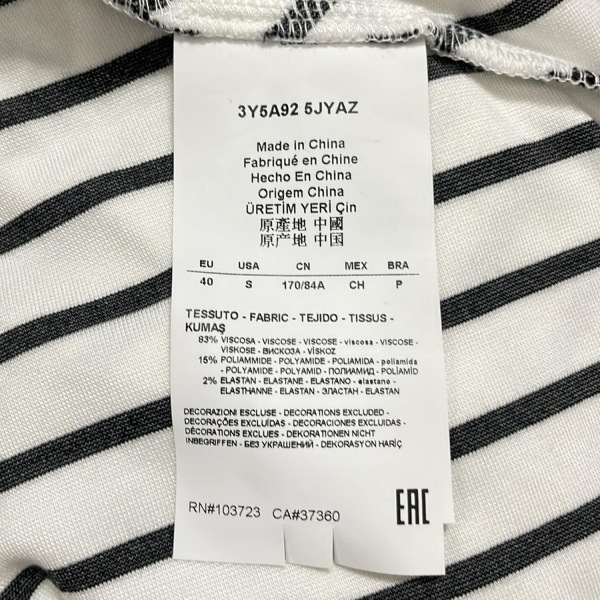 3Y5A92 5JYAZ
Made in China
Fabriqué en Chine
Hecho En China
Origem China
ÜRETİM YERİ Çin
原產地 中國
原产地 中国
EU USA CN MEX BRA
40 S 170/84A CH P
TESSUTO - FABRIC - TEJIDO - TISSUS -
KUMAŞ
83% VISCOSA - VISCOSE - VISCOSE - viscosa - VISCOSE -
VISKOSE - ВИСКОЗА - VİSKOZ
15% POLIAMMIDE - POLYAMIDE - POLIAMIDA - poliamida
- POLYAMIDE - POLYAMID - ПОЛИАМИД - POLİAMİD
2% ELASTAN - ELASTANE - ELASTANO - elastano -
ELASTHANNE - ELASTAN - ЭЛАСТАН - ELASTAN
DECORAZIONI ESCLUSE - DECORATIONS EXCLUDED -
DECORAÇÕES EXCLUÍDAS - DECORACIONES EXCLUIDAS -
DÉCORATIONS EXCLUES - DEKORATIONEN NICHT
INBEGRIFFEN - БЕЗ УКРАШЕНИЙ - DEKORASYON HARİÇ
RN#103723 CA#37360 EAC